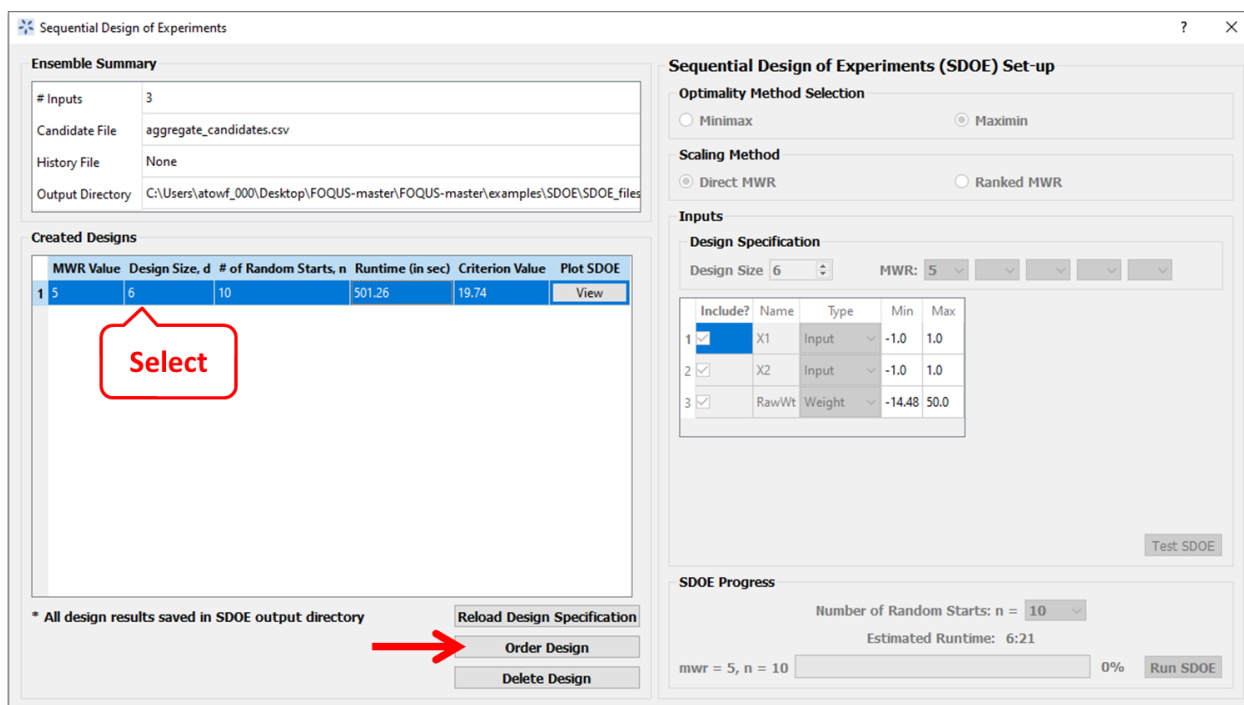 Sequential Design of Experiments
?
Ensemble Summary
# Inputs 3
Candidate File aggregate_candidates.csv
History File None
Output Directory C:\Users\atowf_000\Desktop\FOQUS-master\FOQUS-master\examples\SDOE\SDOE_files
Created Designs
MWR Value Design Size, d # of Random Starts, n Runtime (in sec) Criterion Value Plot SDOE
1 5 6 10 501.26 19.74 View
Select
* All design results saved in SDOE output directory
Reload Design Specification
Order Design
Delete Design
Sequential Design of Experiments (SDOE) Set-up
Optimality Method Selection
Minimax Maximin
Scaling Method
Direct MWR Ranked MWR
Inputs
Design Specification
Design Size 6 MWR: 5
Include? Name Type Min Max
1 X1 Input -1.0 1.0
2 X2 Input -1.0 1.0
3 RawWt Weight -14.48 50.0
Test SDOE
SDOE Progress
Number of Random Starts: n = 10
Estimated Runtime: 6:21
mwr = 5, n = 10 0% Run SDOE